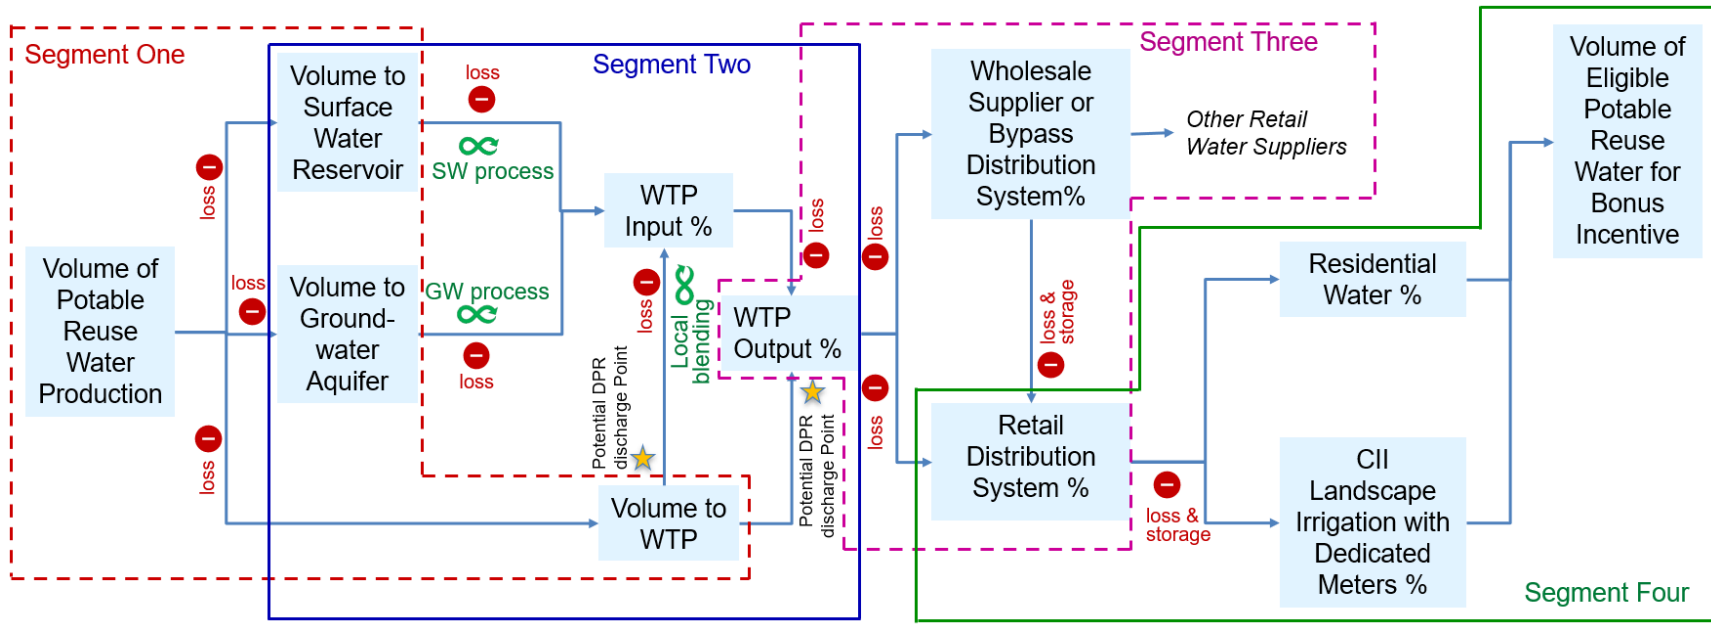 Segment One
Volume of
Potable
Reuse
Water
Production
loss
loss
loss
Volume to
Surface
Water
Reservoir
Volume to
Ground-
water
Aquifer
Segment Two
loss
SW process
GW process
loss
WTP
Input %
loss
Local
blending
Potential DPR
discharge Point
Volume to
WTP
loss
WTP
Output %
Potential DPR
discharge Point
Segment Three
loss
loss
Wholesale
Supplier or
Bypass
Distribution
System%
Other Retail
Water Suppliers
loss &
storage
Retail
Distribution
System %
loss &
storage
Residential
Water %
CII
Landscape
Irrigation with
Dedicated
Meters %
Volume of
Eligible
Potable
Reuse
Water for
Bonus
Incentive
Segment Four